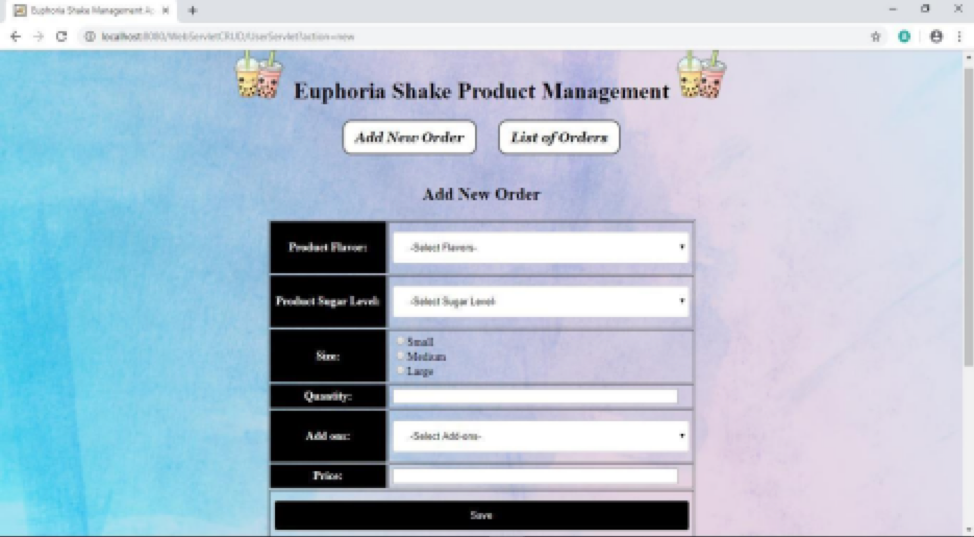 Euphoria Shake Management Ap
localhost:8080/WebServletCRUD/UserServlet?action=new
Euphoria Shake Product Management
Add New Order
List of Orders
Add New Order
Product Flavor:
-Select Flavors-
Product Sugar Level:
-Select Sugar Level-
Size:
Small
Medium
Large
Quantity:
Add ons:
-Select Add-ons-
Price:
Save